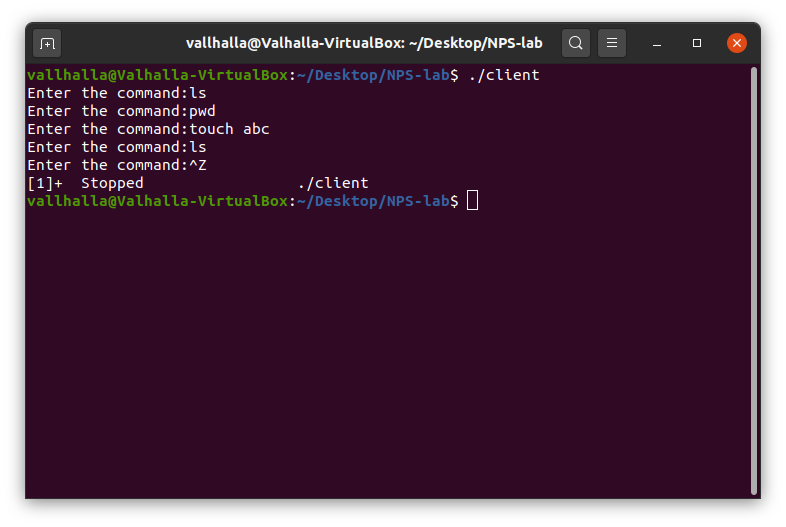 vallhalla@Valhalla-VirtualBox: ~/Desktop/NPS-lab
vallhalla@Valhalla-VirtualBox:~/Desktop/NPS-lab$ ./client
Enter the command:ls
Enter the command:pwd
Enter the command:touch abc
Enter the command:ls
Enter the command:^Z
[1]+  Stopped                 ./client
vallhalla@Valhalla-VirtualBox:~/Desktop/NPS-lab$